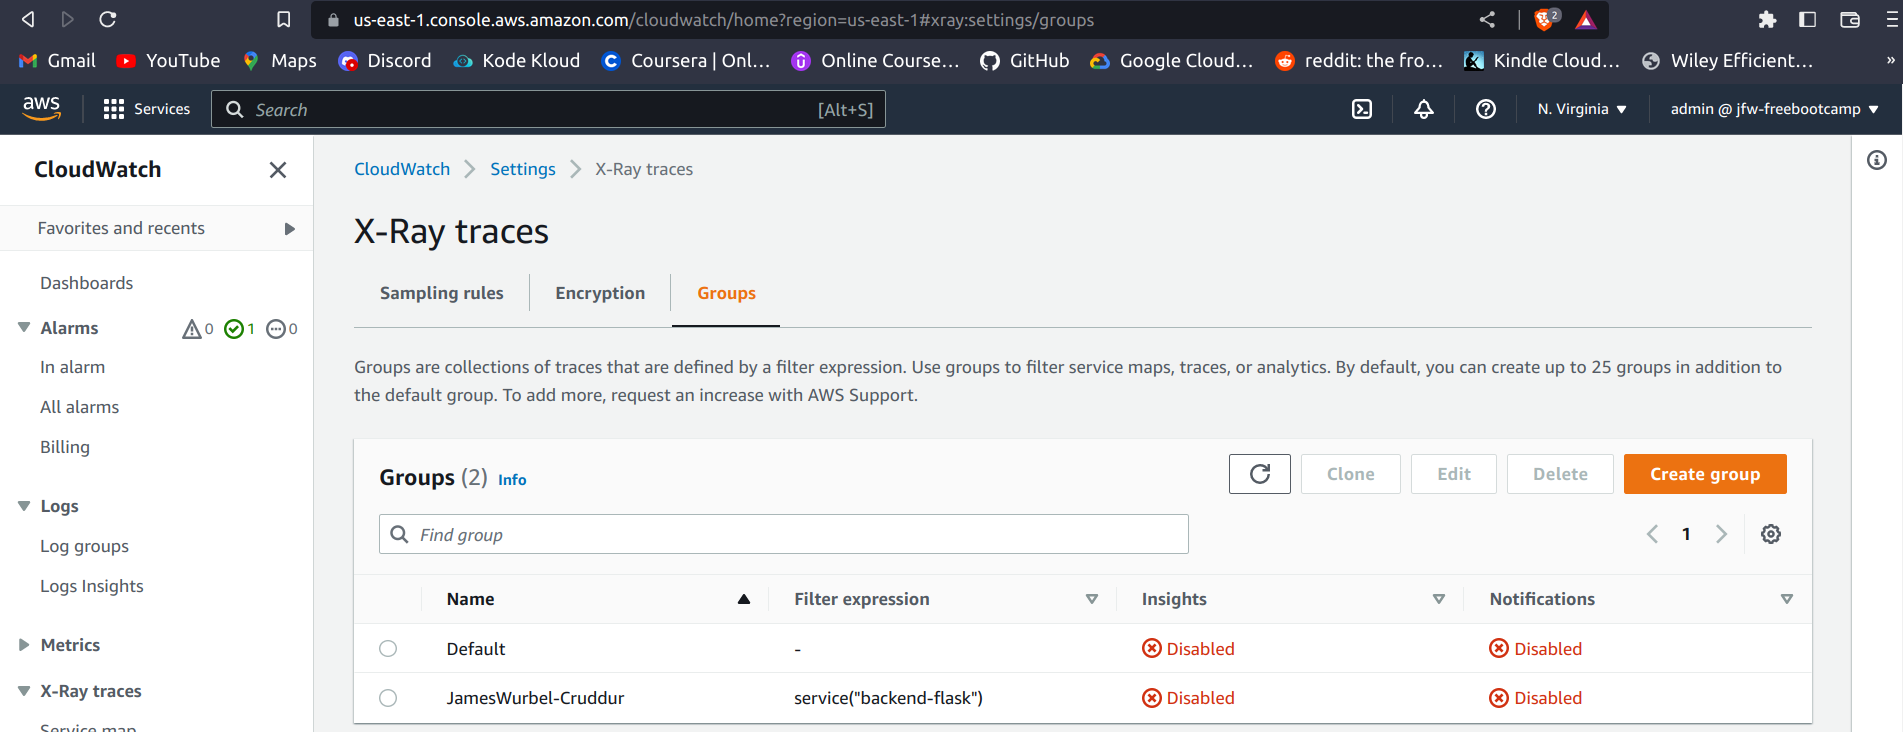 us-east-1.console.aws.amazon.com/cloudwatch/home?region=us-east-1#xray:settings/groups
2
Gmail YouTube Maps Discord Kode Kloud Coursera | Onl... Online Course... GitHub Google Cloud... reddit: the fro... Kindle Cloud... Wiley Efficient... »
aws Services Search [Alt+S] N. Virginia admin @ jfw-freebootcamp
CloudWatch
Favorites and recents
Dashboards
Alarms 0 1 0
In alarm
All alarms
Billing
Logs
Log groups
Logs Insights
Metrics
X-Ray traces
Service map
CloudWatch Settings X-Ray traces
X-Ray traces
Sampling rules Encryption Groups
Groups are collections of traces that are defined by a filter expression. Use groups to filter service maps, traces, or analytics. By default, you can create up to 25 groups in addition to
the default group. To add more, request an increase with AWS Support.
Groups (2) Info Clone Edit Delete Create group
Find group 1
Name Filter expression Insights Notifications
Default - Disabled Disabled
JamesWurbel-Cruddur service("backend-flask") Disabled Disabled